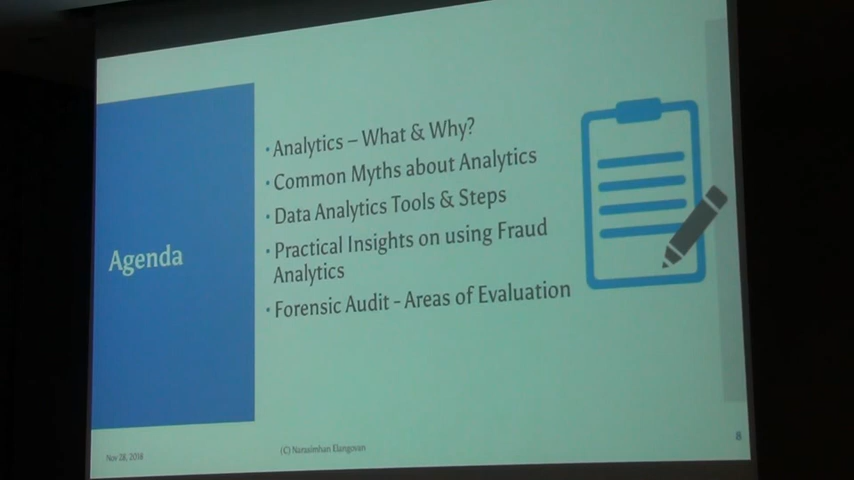 Agenda
• Analytics – What & Why?
• Common Myths about Analytics
• Data Analytics Tools & Steps
• Practical Insights on using Fraud
Analytics
• Forensic Audit – Areas of Evaluation
Nov 28, 2018
(C) Narasimhan Elangovan
8